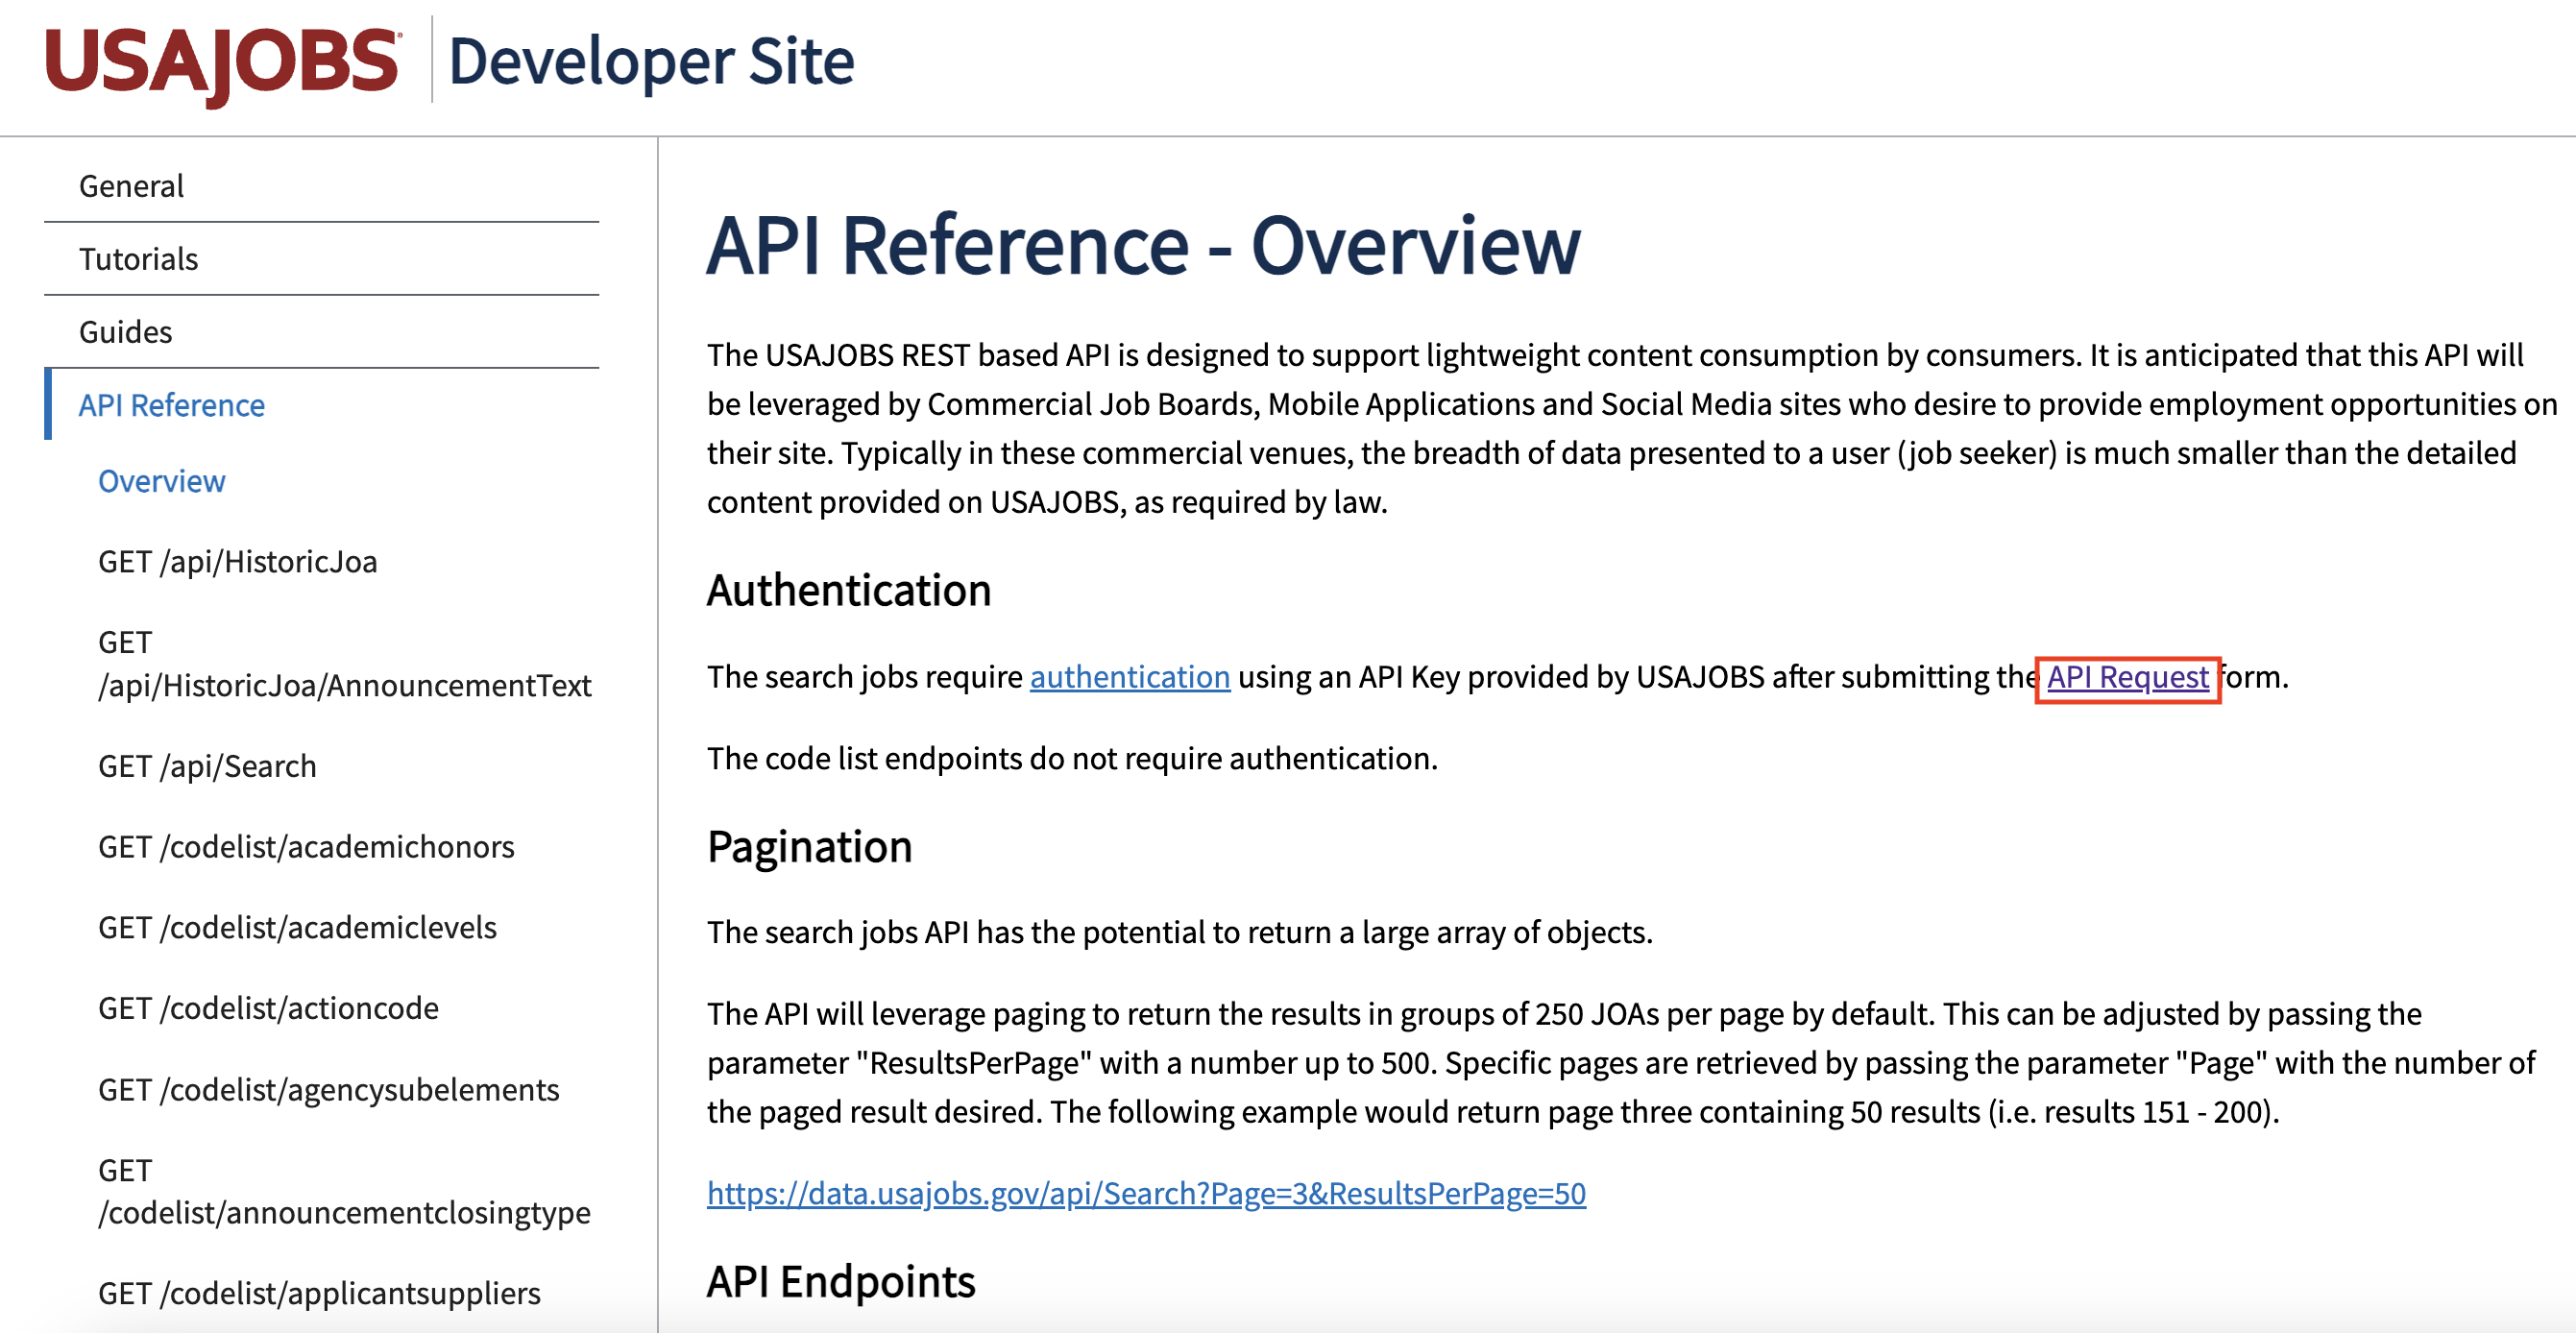 USAJOBS
Developer Site
General
Tutorials
Guides
API Reference
Overview
GET /api/HistoricJoa
GET
/api/HistoricJoa/AnnouncementText
GET /api/Search
GET /codelist/academichonors
GET /codelist/academiclevels
GET /codelist/actioncode
GET /codelist/agencysubelements
GET
/codelist/announcementclosingtype
GET /codelist/applicantsuppliers
API Reference - Overview
The USAJOBS REST based API is designed to support lightweight content consumption by consumers. It is anticipated that this API will
be leveraged by Commercial Job Boards, Mobile Applications and Social Media sites who desire to provide employment opportunities on
their site. Typically in these commercial venues, the breadth of data presented to a user (job seeker) is much smaller than the detailed
content provided on USAJOBS, as required by law.
Authentication
The search jobs require authentication using an API Key provided by USAJOBS after submitting the API Request form.
The code list endpoints do not require authentication.
Pagination
The search jobs API has the potential to return a large array of objects.
The API will leverage paging to return the results in groups of 250 JOAs per page by default. This can be adjusted by passing the
parameter "ResultsPerPage" with a number up to 500. Specific pages are retrieved by passing the parameter "Page" with the number of
the paged result desired. The following example would return page three containing 50 results (i.e. results 151 - 200).
https://data.usajobs.gov/api/Search?Page=3&ResultsPerPage=50
API Endpoints